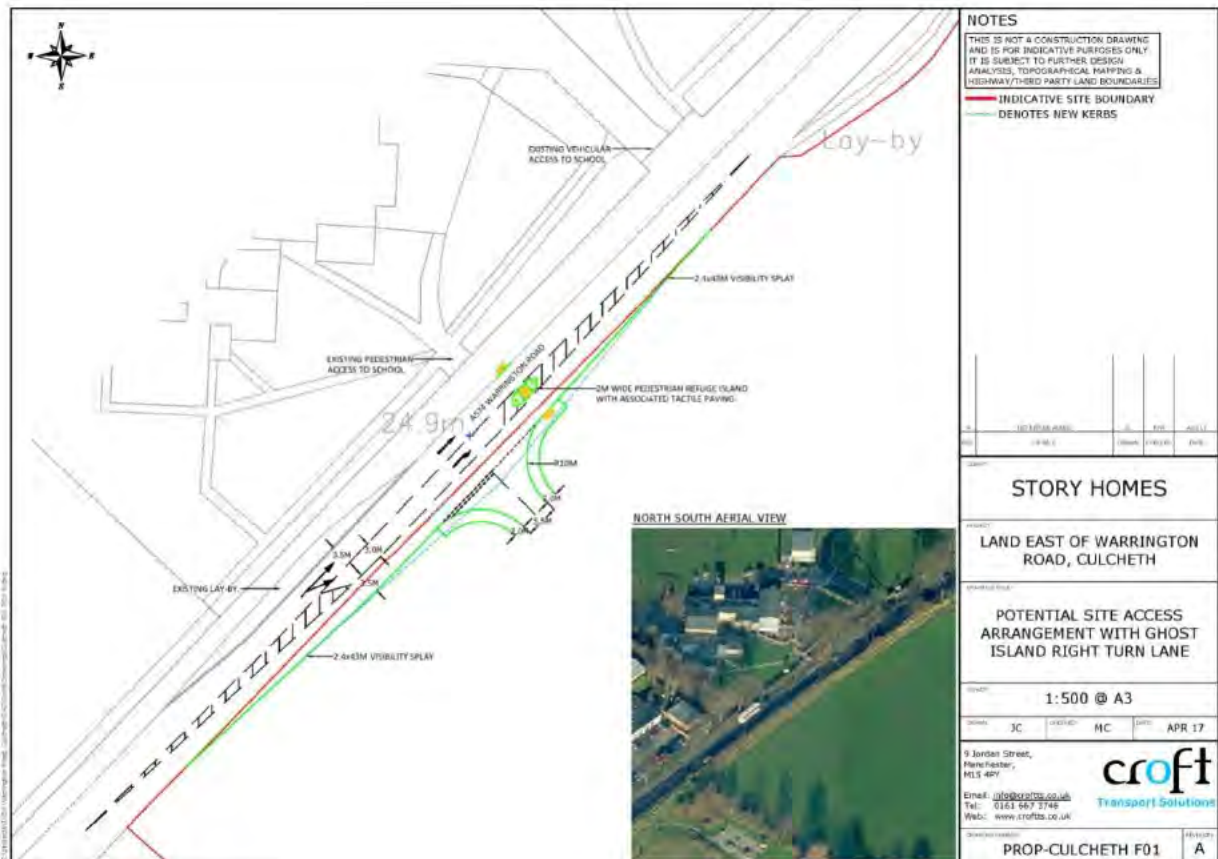 N
S
EXISTING VEHICULAR
ACCESS TO SCHOOL
Lay-by
2.4x43M VISIBILITY SPLAY
EXISTING PEDESTRIAN
ACCESS TO SCHOOL
A574 WARRINGTON ROAD
24.9m
2M WIDE PEDESTRIAN REFUGE ISLAND
WITH ASSOCIATED TACTILE PAVING
R10M
2.0M
5.5M
2.0M
3.5M
3.0M
3.5M
EXISTING LAY-BY
2.4x43M VISIBILITY SPLAY
NORTH SOUTH AERIAL VIEW
NOTES
THIS IS NOT A CONSTRUCTION DRAWING
AND IS FOR INDICATIVE PURPOSES ONLY
IT IS SUBJECT TO FURTHER DESIGN
ANALYSIS, TOPOGRAPHICAL MAPPING &
HIGHWAY/THIRD PARTY LAND BOUNDARIES
INDICATIVE SITE BOUNDARY
DENOTES NEW KERBS
STORY HOMES
LAND EAST OF WARRINGTON
ROAD, CULCHETH
POTENTIAL SITE ACCESS
ARRANGEMENT WITH GHOST
ISLAND RIGHT TURN LANE
1:500 @ A3
JC
MC
APR 17
9 Jordan Street,
Manchester,
M15 4PY
Email: info@croftts.co.uk
Tel: 0161 667 3746
Web: www.croftts.co.uk
croft
Transport Solutions
PROP-CULCHETH F01
A